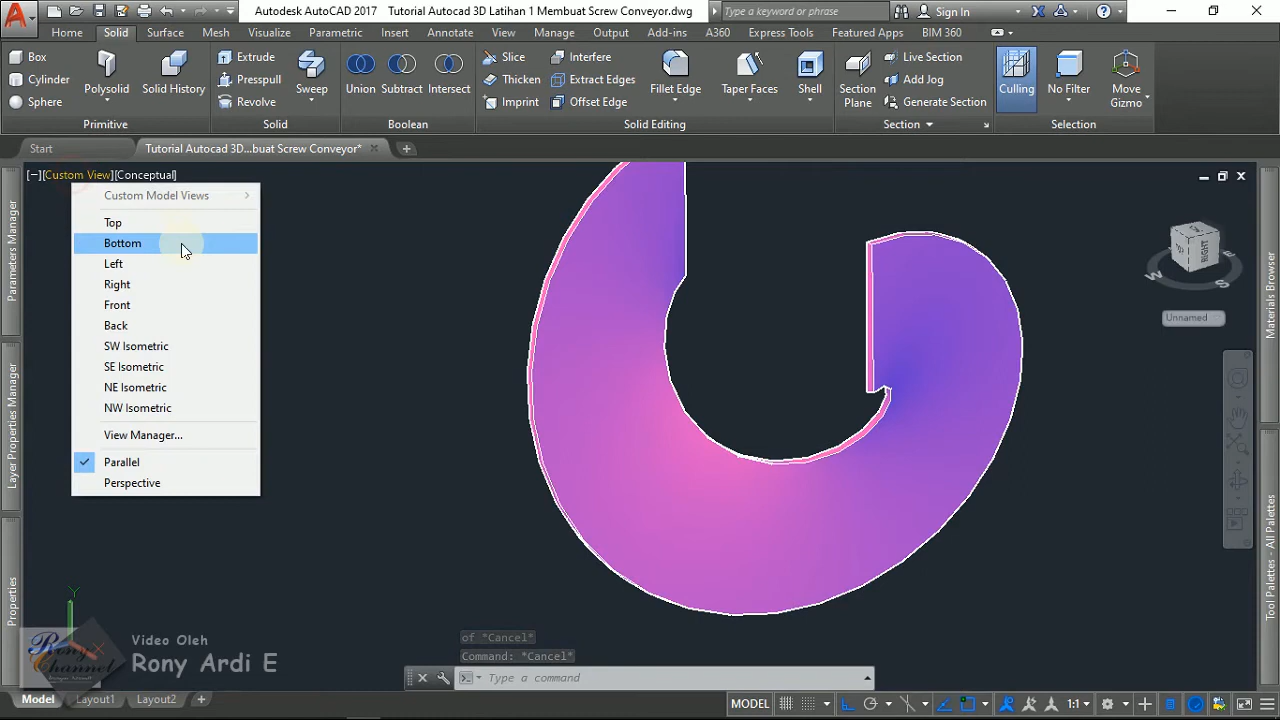 Autodesk AutoCAD 2017 Tutorial Autocad 3D Latihan 1 Membuat Screw Conveyor.dwg
Type a keyword or phrase
Sign In
Home Solid Surface Mesh Visualize Parametric Insert Annotate View Manage Output Add-ins A360 Express Tools Featured Apps BIM 360
Box
Cylinder
Sphere
Polysolid
Solid History
Primitive
Extrude
Presspull
Revolve
Sweep
Solid
Union
Subtract
Intersect
Boolean
Slice
Thicken
Imprint
Interfere
Extract Edges
Offset Edge
Fillet Edge
Taper Faces
Shell
Solid Editing
Section
Plane
Live Section
Add Jog
Generate Section
Section
Culling
No Filter
Move
Gizmo
Selection
Start
Tutorial Autocad 3D...buat Screw Conveyor*
[−][Custom View][Conceptual]
Custom Model Views
Top
Bottom
Left
Right
Front
Back
SW Isometric
SE Isometric
NE Isometric
NW Isometric
View Manager...
Parallel
Perspective
Parameters Manager
Layer Properties Manager
Properties
Materials Browser
Tool Palettes - All Palettes
RIGHT
W
S
E
Unnamed
Y
Rony
Channel
Video Oleh
Rony Ardi E
of *Cancel*
Command: *Cancel*
Type a command
Model Layout1 Layout2
MODEL
1:1